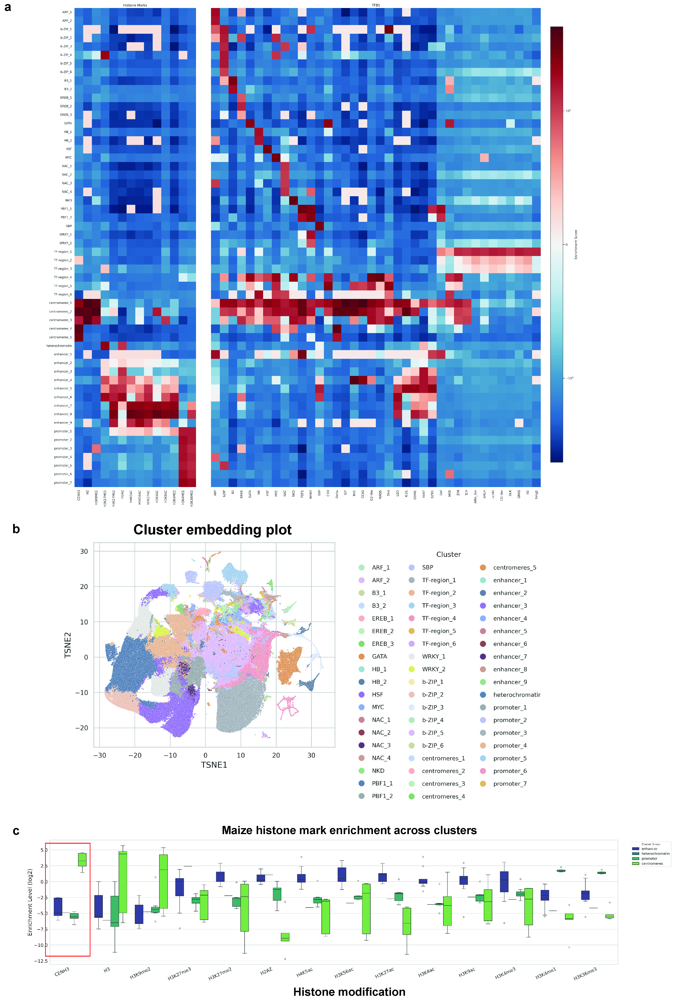 a
Histone Marks
TFBS
ARF_1
ARF_2
b-ZIP_1
b-ZIP_2
b-ZIP_3
b-ZIP_4
b-ZIP_5
b-ZIP_6
B3_1
B3_2
EREB_1
EREB_2
EREB_3
GATA
HB_1
HB_2
HSF
MYC
NAC_1
NAC_2
NAC_3
NAC_4
NKD
PBF1_1
PBF1_2
SBP
WRKY_1
WRKY_2
TF-region_1
TF-region_2
TF-region_3
TF-region_4
TF-region_5
TF-region_6
centromeres_1
centromeres_2
centromeres_3
centromeres_4
centromeres_5
heterochromatin
enhancer_1
enhancer_2
enhancer_3
enhancer_4
enhancer_5
enhancer_6
enhancer_7
enhancer_8
enhancer_9
promoter_1
promoter_2
promoter_3
promoter_4
promoter_5
promoter_6
promoter_7
CENH3
H3
H3K9ME2
H3K27ME3
H3K27ME2
H2AZ
H4K5AC
H3K56AC
H3K27AC
H3K4AC
H3K9AC
H3K4ME3
H3K4ME1
H3K36ME3
ARF
bZIP
B3
EREB
GATA
HB
HSF
MYC
NAC
NKD
PBF1
WRKY
SBP
C3H
Delta
GIF
RA1
CCA1
G2-like
MADS
THX
LBD
ICE1
DDM1
hb67
BZR1
Dof
MYB
ZIM
TCP
Alfin_like
bHLH
cct41
CO-like
GLK
GRAS
H2
hmg1
10⁰
0
−10⁰
Enrichment Score
b
Cluster embedding plot
30
20
10
0
−10
−20
TSNE2
−30 −20 −10 0 10 20 30
TSNE1
Cluster
ARF_1 SBP centromeres_5
ARF_2 TF-region_1 enhancer_1
B3_1 TF-region_2 enhancer_2
B3_2 TF-region_3 enhancer_3
EREB_1 TF-region_4 enhancer_4
EREB_2 TF-region_5 enhancer_5
EREB_3 TF-region_6 enhancer_6
GATA WRKY_1 enhancer_7
HB_1 WRKY_2 enhancer_8
HB_2 b-ZIP_1 enhancer_9
HSF b-ZIP_2 heterochromatir
MYC b-ZIP_3 promoter_1
NAC_1 b-ZIP_4 promoter_2
NAC_2 b-ZIP_5 promoter_3
NAC_3 b-ZIP_6 promoter_4
NAC_4 centromeres_1 promoter_5
NKD centromeres_2 promoter_6
PBF1_1 centromeres_3 promoter_7
PBF1_2 centromeres_4
c
Maize histone mark enrichment across clusters
5.0
2.5
0.0
−2.5
−5.0
−7.5
−10.0
−12.5
Enrichment Level (log2)
CENH3 H3 H3K9me2 H3K27me3 H3K27me2 H2AZ H4K5ac H3K56ac H3K27ac H3K4ac H3K9ac H3K4me3 H3K4me1 H3K36me3
Histone modification
Cluster Group
enhancer
heterochromatin
promoter
centromeres